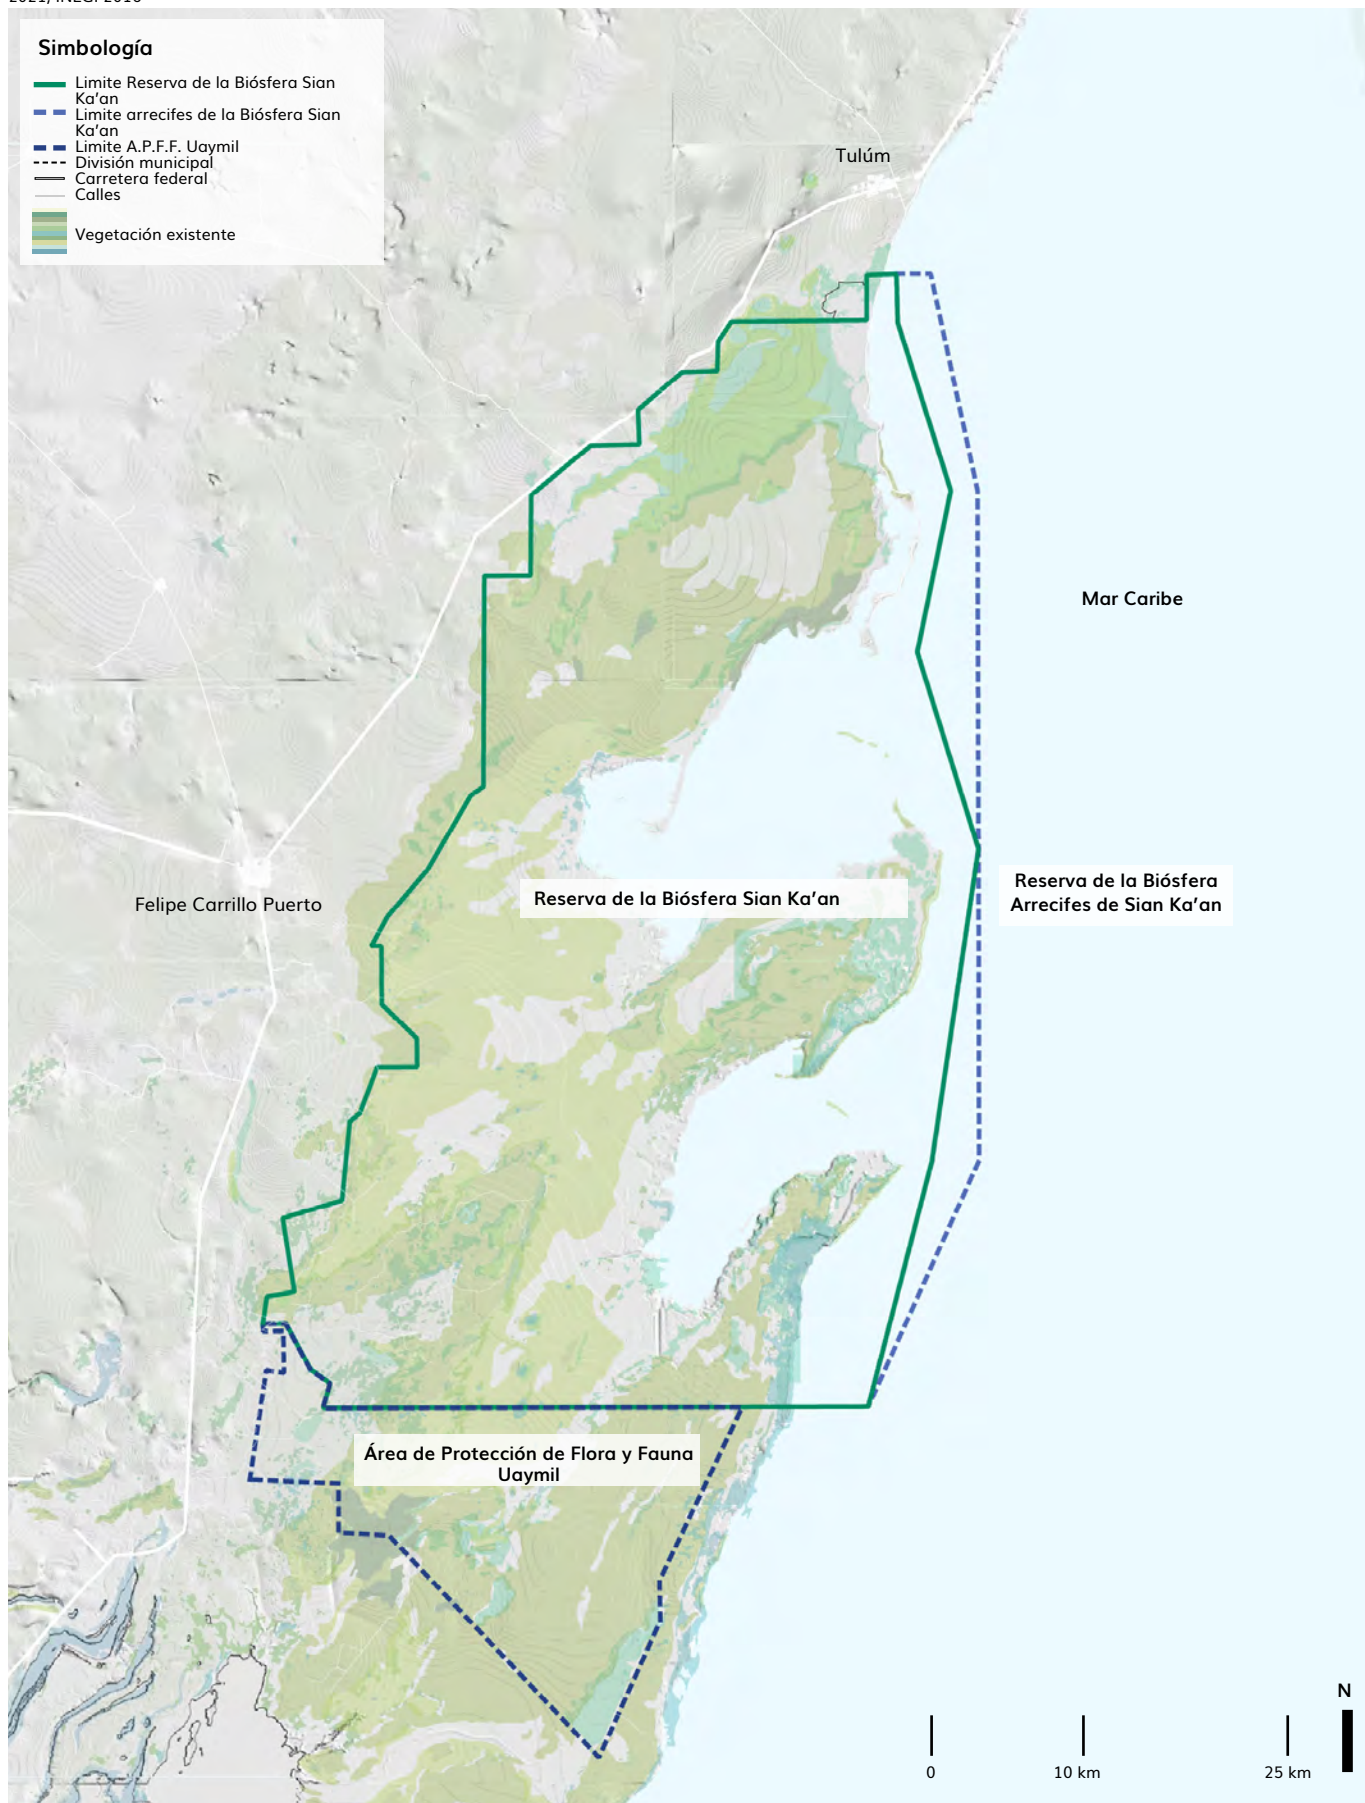 2021, INEGI 2018
Simbología
Limite Reserva de la Biósfera Sian
Ka'an
Limite arrecifes de la Biósfera Sian
Ka'an
Limite A.P.F.F. Uaymil
División municipal
Carretera federal
Calles
Vegetación existente
Tulúm
Mar Caribe
Reserva de la Biósfera Sian Ka'an
Reserva de la Biósfera
Arrecifes de Sian Ka'an
Felipe Carrillo Puerto
Área de Protección de Flora y Fauna
Uaymil
N
0
10 km
25 km